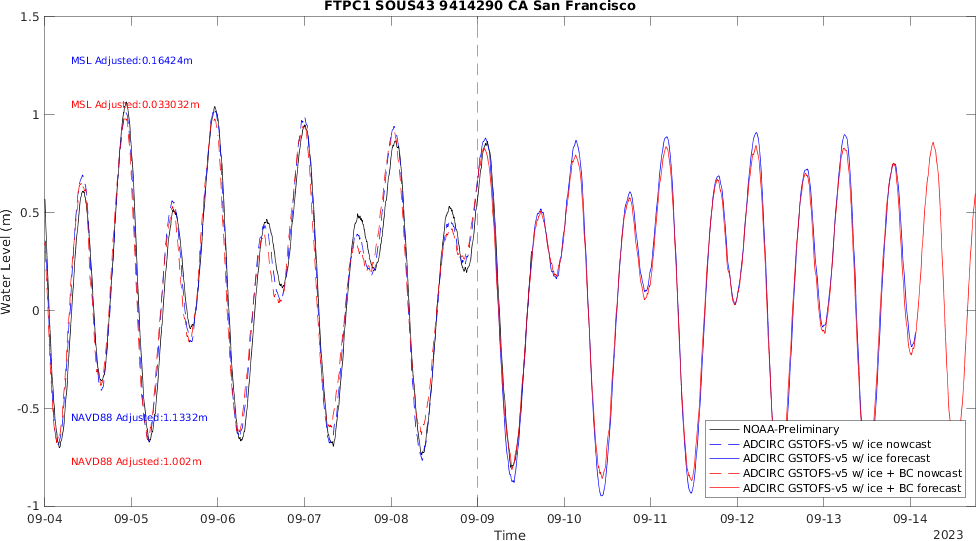 FTPC1 SOUS43 9414290 CA San Francisco
1.5
MSL Adjusted:0.16424m
MSL Adjusted:0.033032m
1
0.5
Water Level (m)
0
-0.5
NAVD88 Adjusted:1.1332m
NAVD88 Adjusted:1.002m
-1
NOAA-Preliminary
ADCIRC GSTOFS-v5 w/ ice nowcast
ADCIRC GSTOFS-v5 w/ ice forecast
ADCIRC GSTOFS-v5 w/ ice + BC nowcast
ADCIRC GSTOFS-v5 w/ ice + BC forecast
09-04 09-05 09-06 09-07 09-08 09-09 09-10 09-11 09-12 09-13 09-14
Time
2023